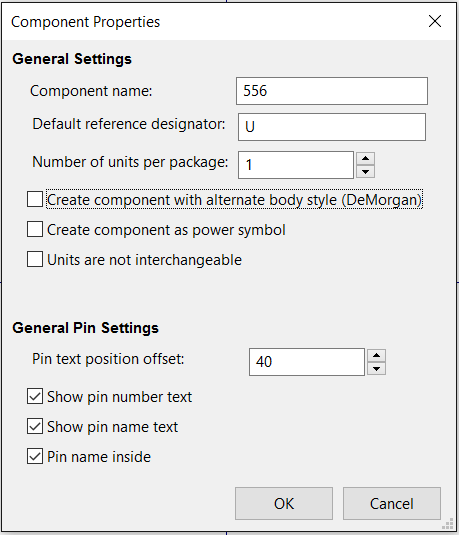 Component Properties
General Settings
Component name: 556
Default reference designator: U
Number of units per package: 1
Create component with alternate body style (DeMorgan)
Create component as power symbol
Units are not interchangeable
General Pin Settings
Pin text position offset: 40
Show pin number text
Show pin name text
Pin name inside
OK Cancel